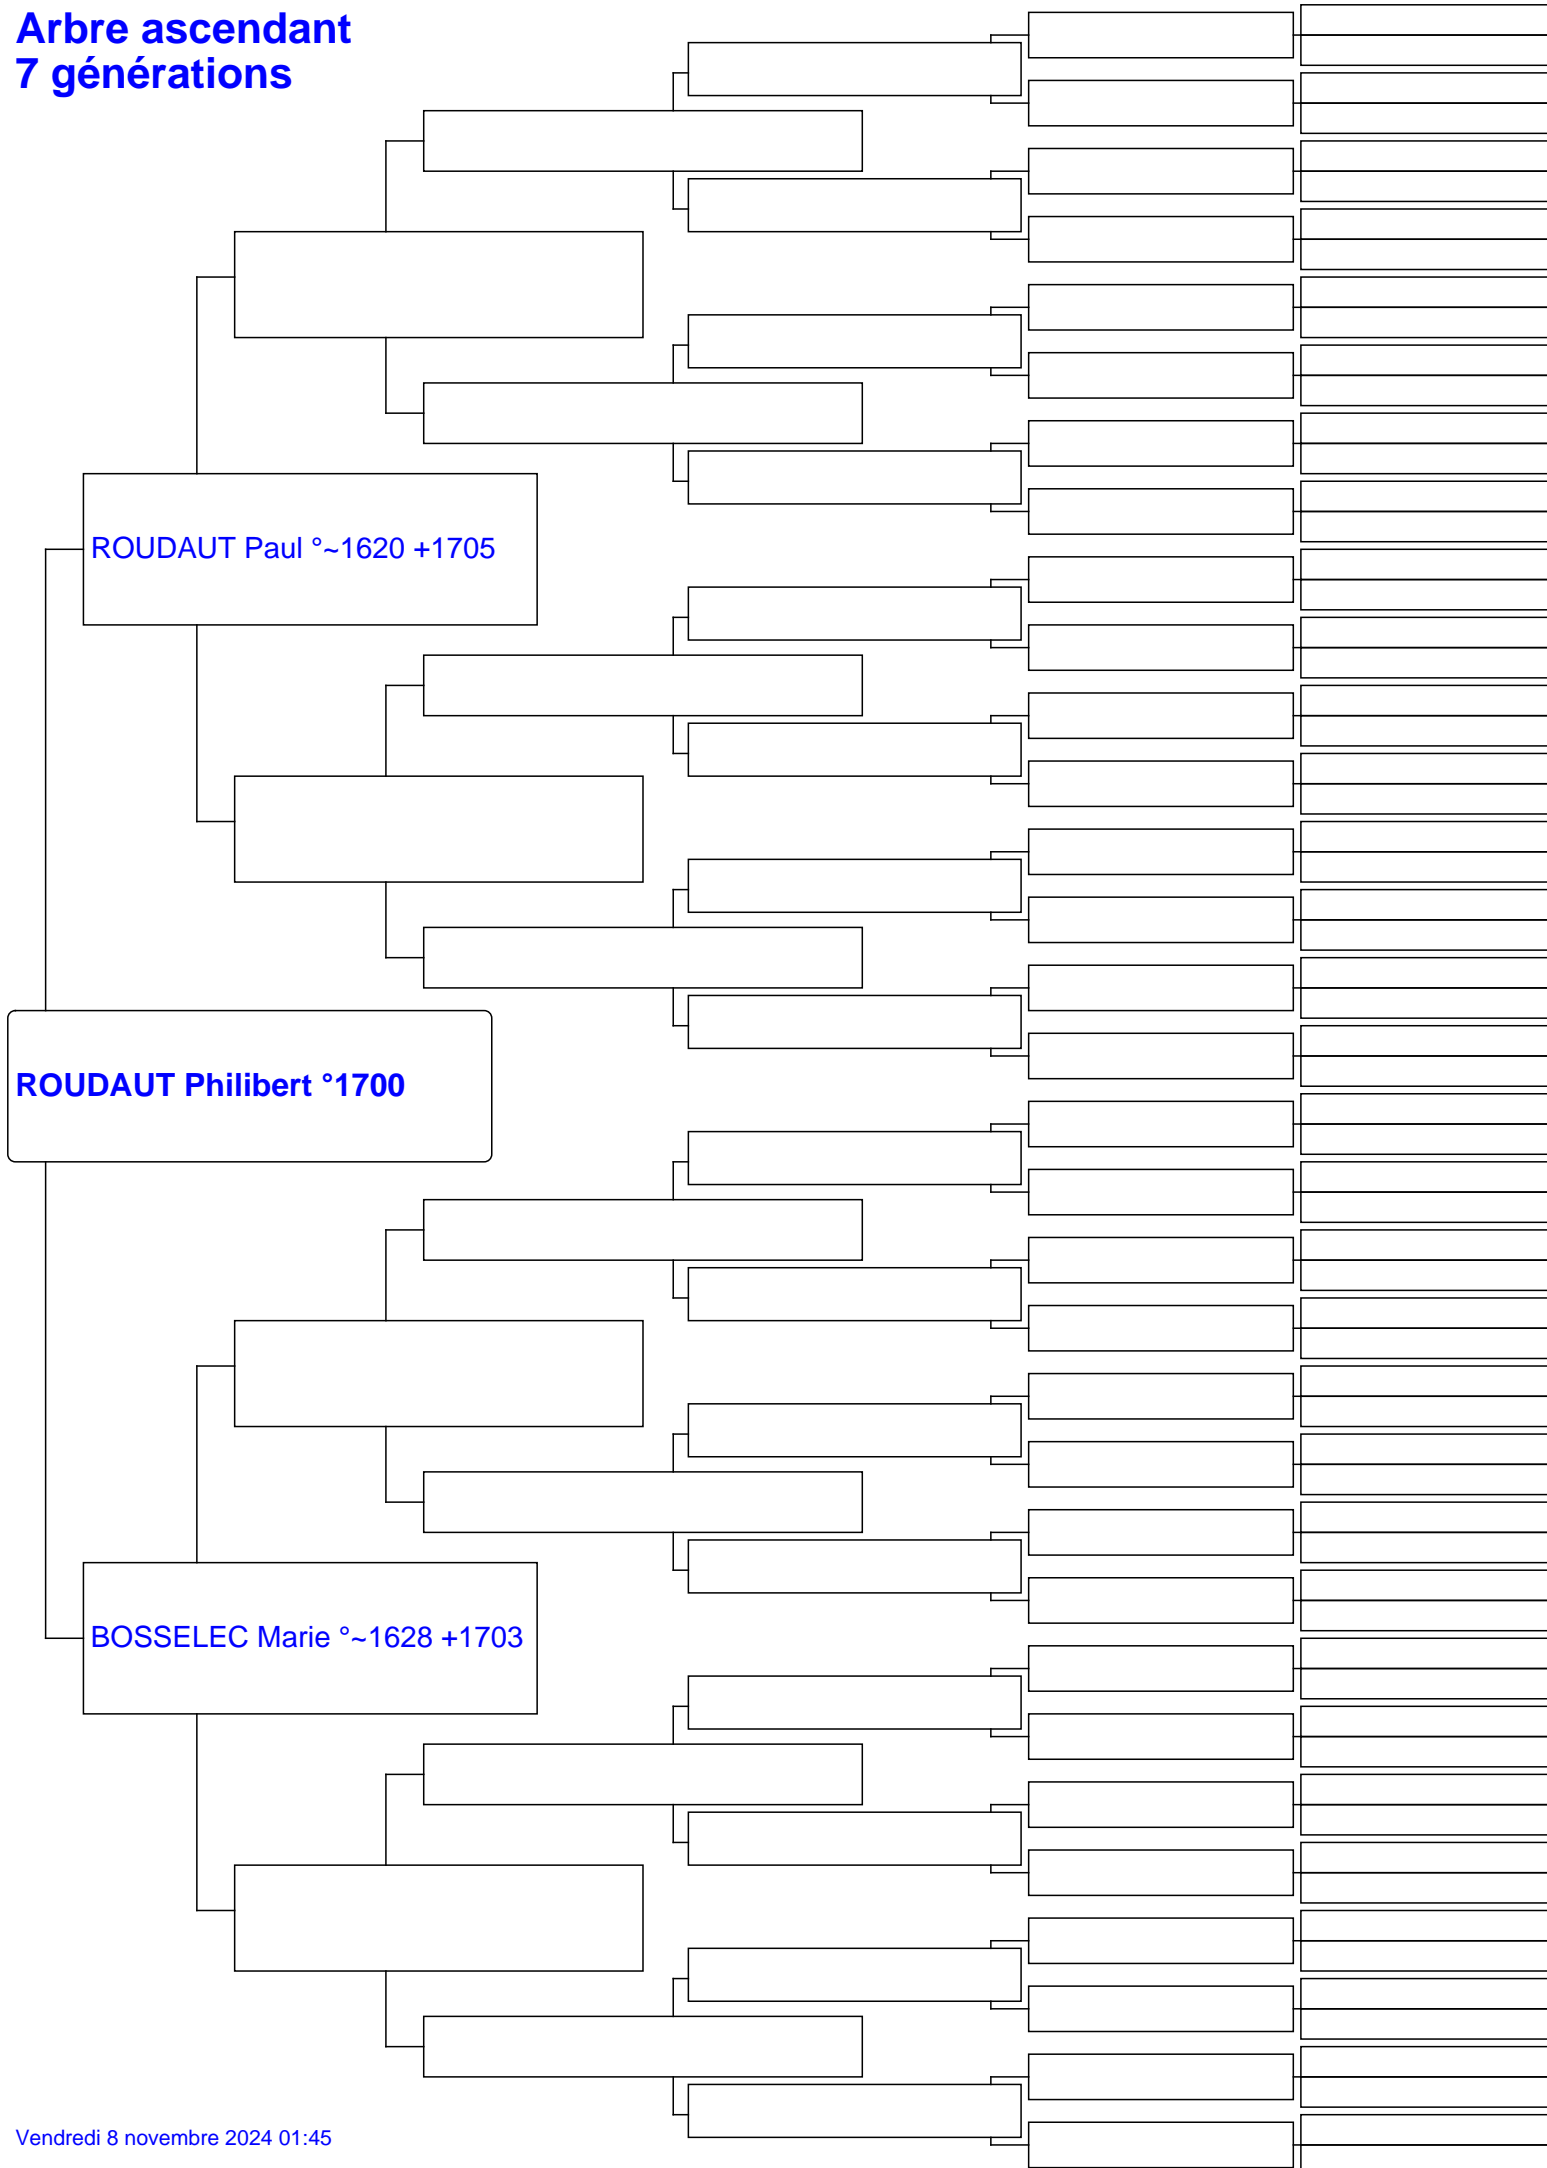 Arbre ascendant
7 générations
ROUDAUT Paul °~1620 +1705
ROUDAUT Philibert °1700
BOSSELEC Marie °~1628 +1703
Vendredi 8 novembre 2024 01:45